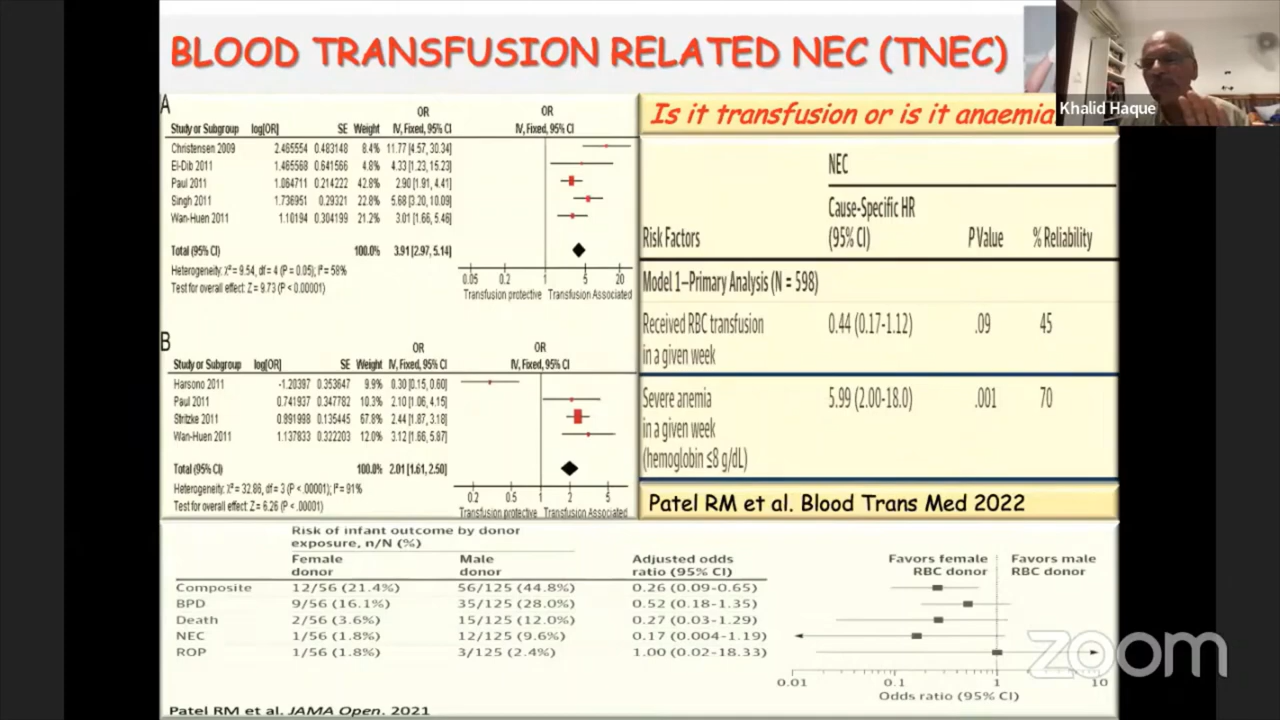 BLOOD TRANSFUSION RELATED NEC (TNEC)
Khalid Haque
A
OR OR
Study or Subgroup log[OR] SE Weight IV, Fixed, 95% CI IV, Fixed, 95% CI
Christensen 2009 2.465554 0.483148 8.4% 11.77 [4.57, 30.34]
El-Dib 2011 1.465568 0.641566 4.8% 4.33 [1.23, 15.23]
Paul 2011 1.064711 0.214222 42.8% 2.90 [1.91, 4.41]
Singh 2011 1.736951 0.29321 22.8% 5.68 [3.20, 10.09]
Wan-Huen 2011 1.10194 0.304199 21.2% 3.01 [1.66, 5.46]
Total (95% CI) 100.0% 3.91 [2.97, 5.14]
Heterogeneity: χ² = 9.54, df = 4 (P = 0.05); I² = 58%
Test for overall effect: Z = 9.73 (P < 0.00001)
0.05 0.2 1 5 20
Transfusion protective Transfusion Associated
B
OR OR
Study or Subgroup log[OR] SE Weight IV, Fixed, 95% CI IV, Fixed, 95% CI
Harsono 2011 -1.20397 0.353647 9.9% 0.30 [0.15, 0.60]
Paul 2011 0.741937 0.347782 10.3% 2.10 [1.06, 4.15]
Stritzke 2011 0.891998 0.135445 67.8% 2.44 [1.87, 3.18]
Wan-Huen 2011 1.137833 0.322203 12.0% 3.12 [1.66, 5.87]
Total (95% CI) 100.0% 2.01 [1.61, 2.50]
Heterogeneity: χ² = 32.86, df = 3 (P < .00001); I² = 91%
Test for overall effect: Z = 6.26 (P < .00001)
0.2 0.5 1 2 5
Transfusion protective Transfusion Associated
Is it transfusion or is it anaemia
NEC
Cause-Specific HR
Risk Factors (95% CI) P Value % Reliability
Model 1–Primary Analysis (N = 598)
Received RBC transfusion 0.44 (0.17-1.12) .09 45
in a given week
Severe anemia 5.99 (2.00-18.0) .001 70
in a given week
(hemoglobin ≤8 g/dL)
Patel RM et al. Blood Trans Med 2022
Risk of infant outcome by donor
exposure, n/N (%)
Female Male Adjusted odds Favors female Favors male
donor donor ratio (95% CI) RBC donor RBC donor
Composite 12/56 (21.4%) 56/125 (44.8%) 0.26 (0.09-0.65)
BPD 9/56 (16.1%) 35/125 (28.0%) 0.52 (0.18-1.35)
Death 2/56 (3.6%) 15/125 (12.0%) 0.27 (0.03-1.29)
NEC 1/56 (1.8%) 12/125 (9.6%) 0.17 (0.004-1.19)
ROP 1/56 (1.8%) 3/125 (2.4%) 1.00 (0.02-18.33)
0.01 0.1 1 10
Odds ratio (95% CI)
Patel RM et al. JAMA Open. 2021
zoom